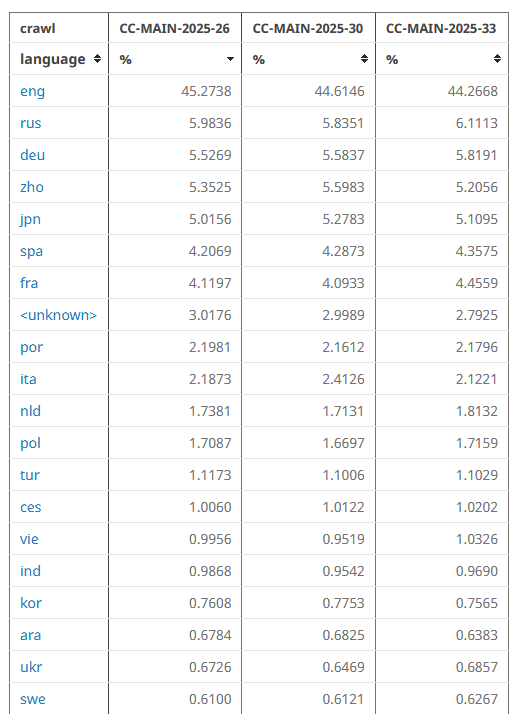 crawl CC-MAIN-2025-26 CC-MAIN-2025-30 CC-MAIN-2025-33
language % % %
eng 45.2738 44.6146 44.2668
rus 5.9836 5.8351 6.1113
deu 5.5269 5.5837 5.8191
zho 5.3525 5.5983 5.2056
jpn 5.0156 5.2783 5.1095
spa 4.2069 4.2873 4.3575
fra 4.1197 4.0933 4.4559
<unknown> 3.0176 2.9989 2.7925
por 2.1981 2.1612 2.1796
ita 2.1873 2.4126 2.1221
nld 1.7381 1.7131 1.8132
pol 1.7087 1.6697 1.7159
tur 1.1173 1.1006 1.1029
ces 1.0060 1.0122 1.0202
vie 0.9956 0.9519 1.0326
ind 0.9868 0.9542 0.9690
kor 0.7608 0.7753 0.7565
ara 0.6784 0.6825 0.6383
ukr 0.6726 0.6469 0.6857
swe 0.6100 0.6121 0.6267